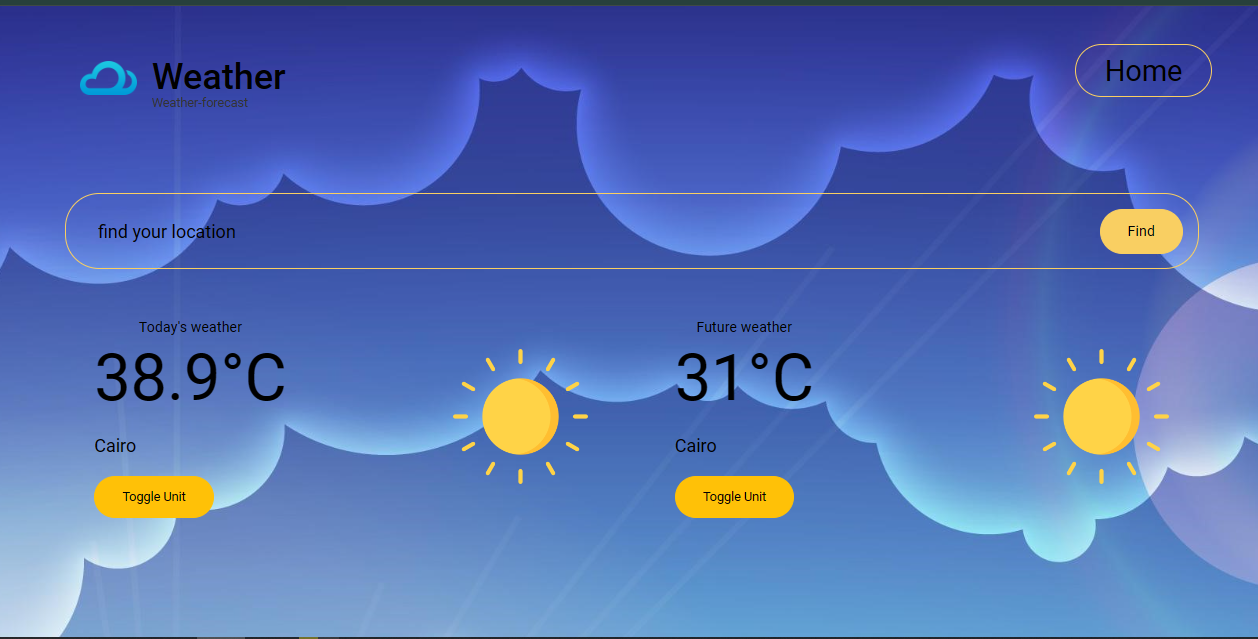 Weather
Weather-forecast
Home
find your location
Find
Today's weather
38.9°C
Cairo
Toggle Unit
Future weather
31°C
Cairo
Toggle Unit